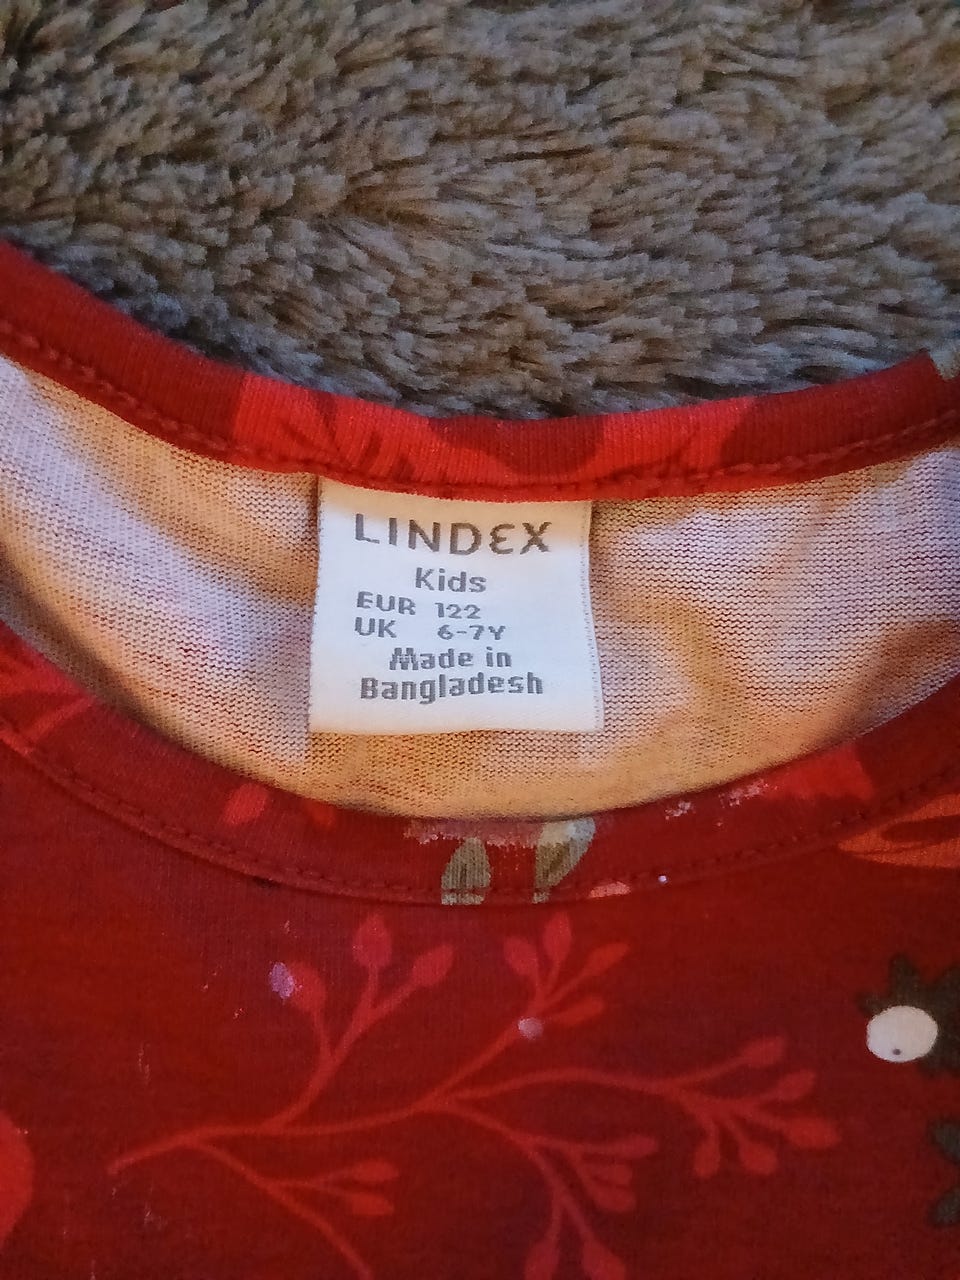 LINDEX
Kids
EUR 122
UK 6-7Y
Made in
Bangladesh